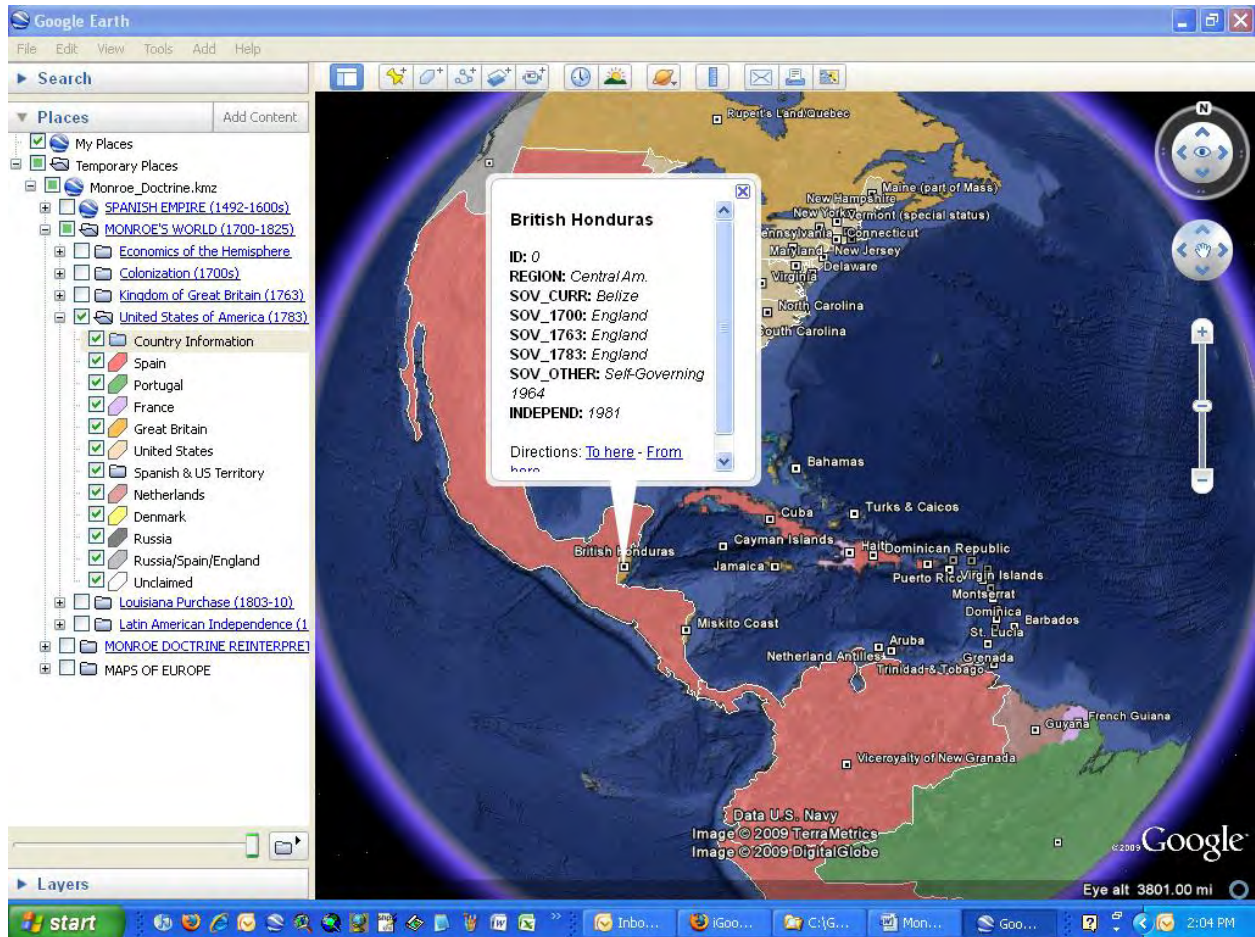 Google Earth
File Edit View Tools Add Help
Search
Places
Add Content
My Places
Temporary Places
Monroe_Doctrine.kmz
SPANISH EMPIRE (1492-1600s)
MONROE'S WORLD (1700-1825)
Economics of the Hemisphere
Colonization (1700s)
Kingdom of Great Britain (1763)
United States of America (1783)
Country Information
Spain
Portugal
France
Great Britain
United States
Spanish & US Territory
Netherlands
Denmark
Russia
Russia/Spain/England
Unclaimed
Louisiana Purchase (1803-10)
Latin American Independence (1
MONROE DOCTRINE REINTERPRET
MAPS OF EUROPE
Layers
N
Rupert's Land/Quebec
Maine (part of Mass)
New Hampshire
New York
Vermont (special status)
ennsylvania
Connecticut
Maryland
New Jersey
Delaware
Virginia
North Carolina
South Carolina
British Honduras
ID: 0
REGION: Central Am.
SOV_CURR: Belize
SOV_1700: England
SOV_1763: England
SOV_1783: England
SOV_OTHER: Self-Governing
1964
INDEPEND: 1981
Directions: To here - From
here
Bahamas
Cuba
Turks & Caicos
British Honduras
Cayman Islands
Haiti
Dominican Republic
Jamaica
Puerto Rico
Virgin Islands
Montserrat
Dominica
Barbados
Miskito Coast
St. Lucia
Aruba
Netherland Antilles
Grenada
Trinidad & Tobago
Guyana
French Guiana
Viceroyalty of New Granada
Data U.S. Navy
Image © 2009 TerraMetrics
Image © 2009 DigitalGlobe
©2009 Google
Eye alt 3801.00 mi
start
Inbo...
iGoo...
C:\G...
Mon...
Goo...
2:04 PM